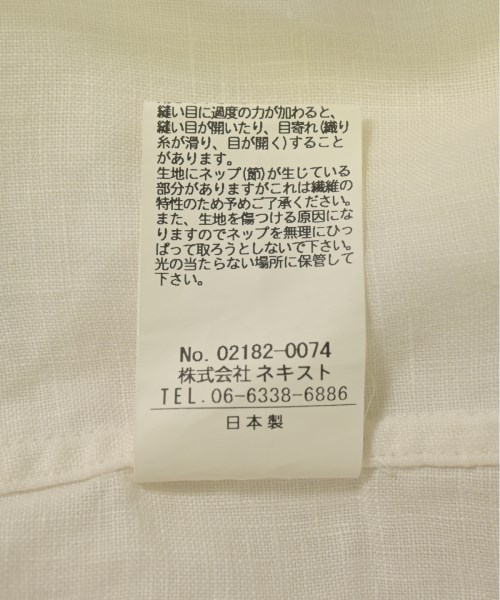 縫い目に過度の力が加わると、
縫い目が開いたり、目寄れ(織り
糸が滑り、目が開く)すること
があります。
生地にネップ(節)が生じている
部分がありますがこれは繊維の
特性のため予めご了承ください。
また、生地を傷つける原因にな
りますのでネップを無理にひっ
ぱって取ろうとしないで下さい。
光の当たらない場所に保管して
下さい。
No. 02182-0074
株式会社 ネキスト
TEL. 06-6338-6886
日本製